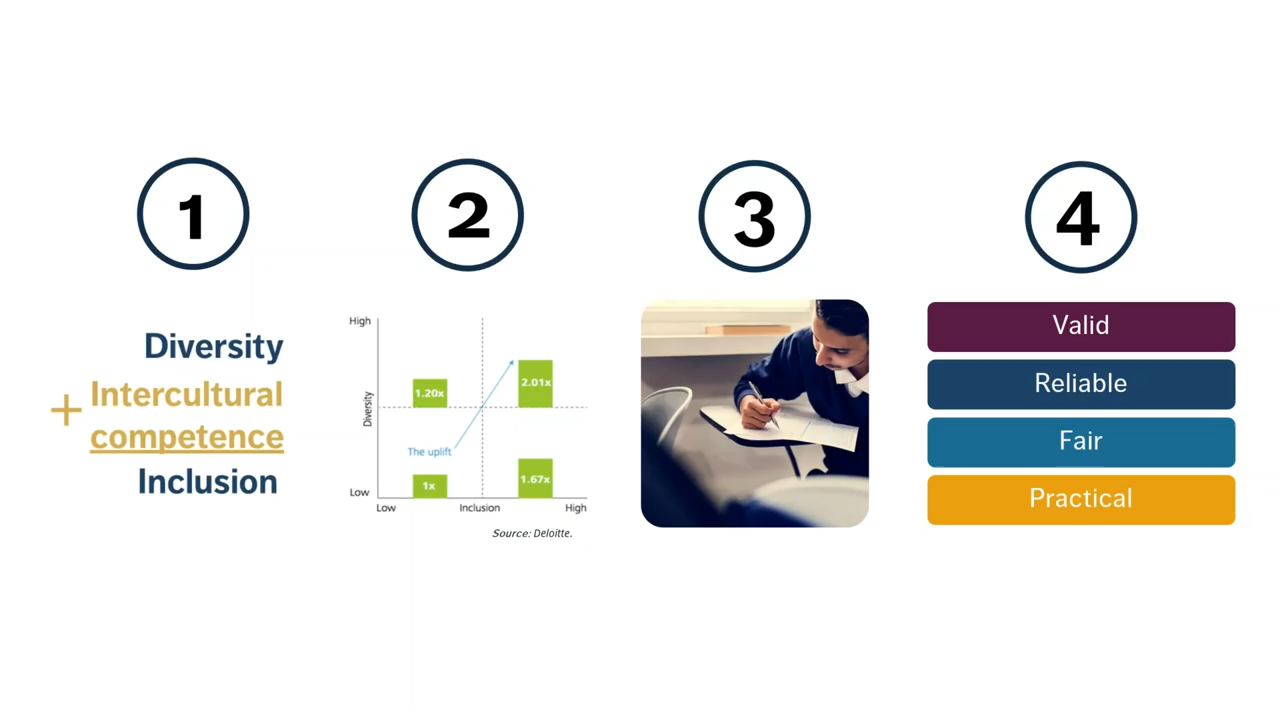 1
2
3
4
Diversity
+ Intercultural
competence
Inclusion
High
Diversity
Low
1.20x
2.01x
The uplift
1x
1.67x
Low
Inclusion
High
Source: Deloitte.
Valid
Reliable
Fair
Practical